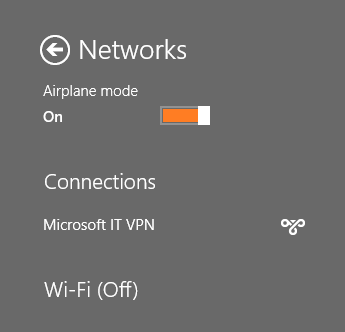 Networks
Airplane mode
On
Connections
Microsoft IT VPN
Wi-Fi (Off)